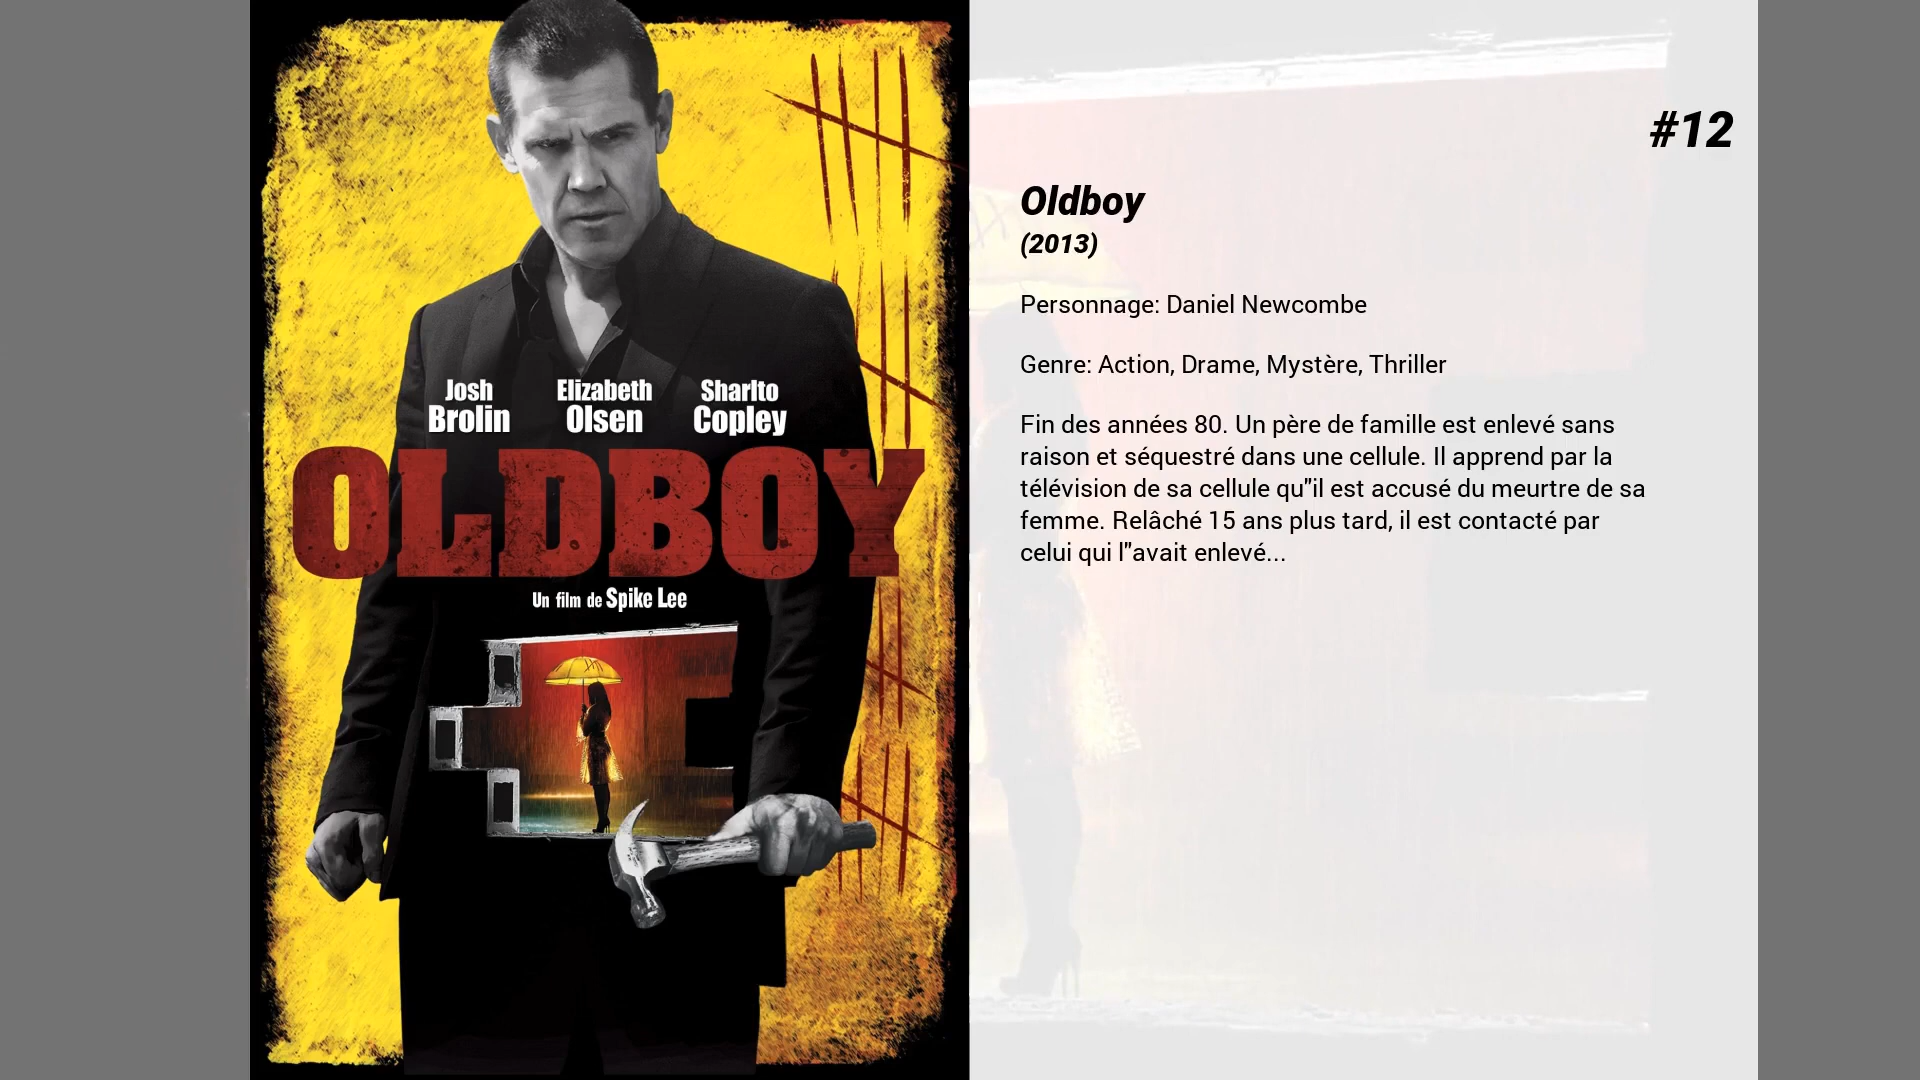 Josh
Brolin
Elizabeth
Olsen
Sharlto
Copley
OLDBOY
Un film de Spike Lee
#12
Oldboy
(2013)
Personnage: Daniel Newcombe
Genre: Action, Drame, Mystère, Thriller
Fin des années 80. Un père de famille est enlevé sans
raison et séquestré dans une cellule. Il apprend par la
télévision de sa cellule qu"il est accusé du meurtre de sa
femme. Relâché 15 ans plus tard, il est contacté par
celui qui l"avait enlevé...